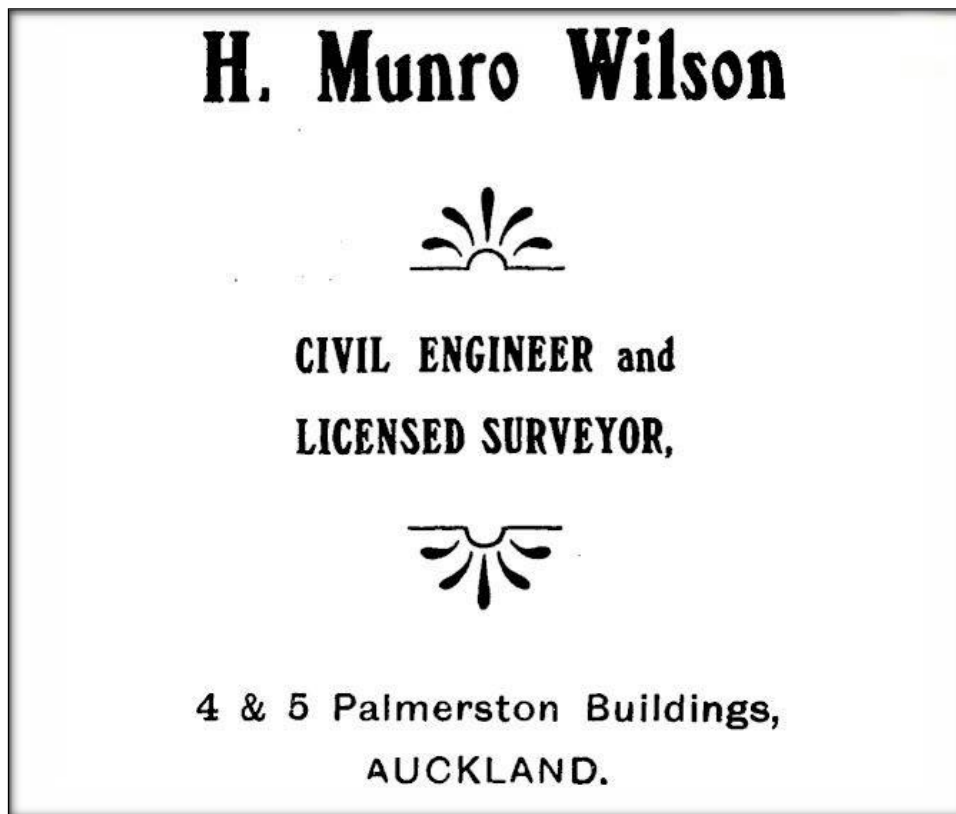 H. Munro Wilson
CIVIL ENGINEER and
LICENSED SURVEYOR,
4 & 5 Palmerston Buildings,
AUCKLAND.